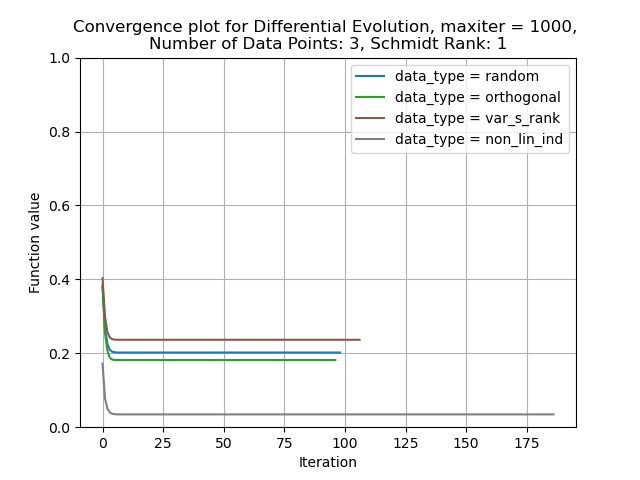 Convergence plot for Differential Evolution, maxiter = 1000,
Number of Data Points: 3, Schmidt Rank: 1
1.0
0.8
0.6
0.4
0.2
0.0
Function value
data_type = random
data_type = orthogonal
data_type = var_s_rank
data_type = non_lin_ind
0 25 50 75 100 125 150 175
Iteration